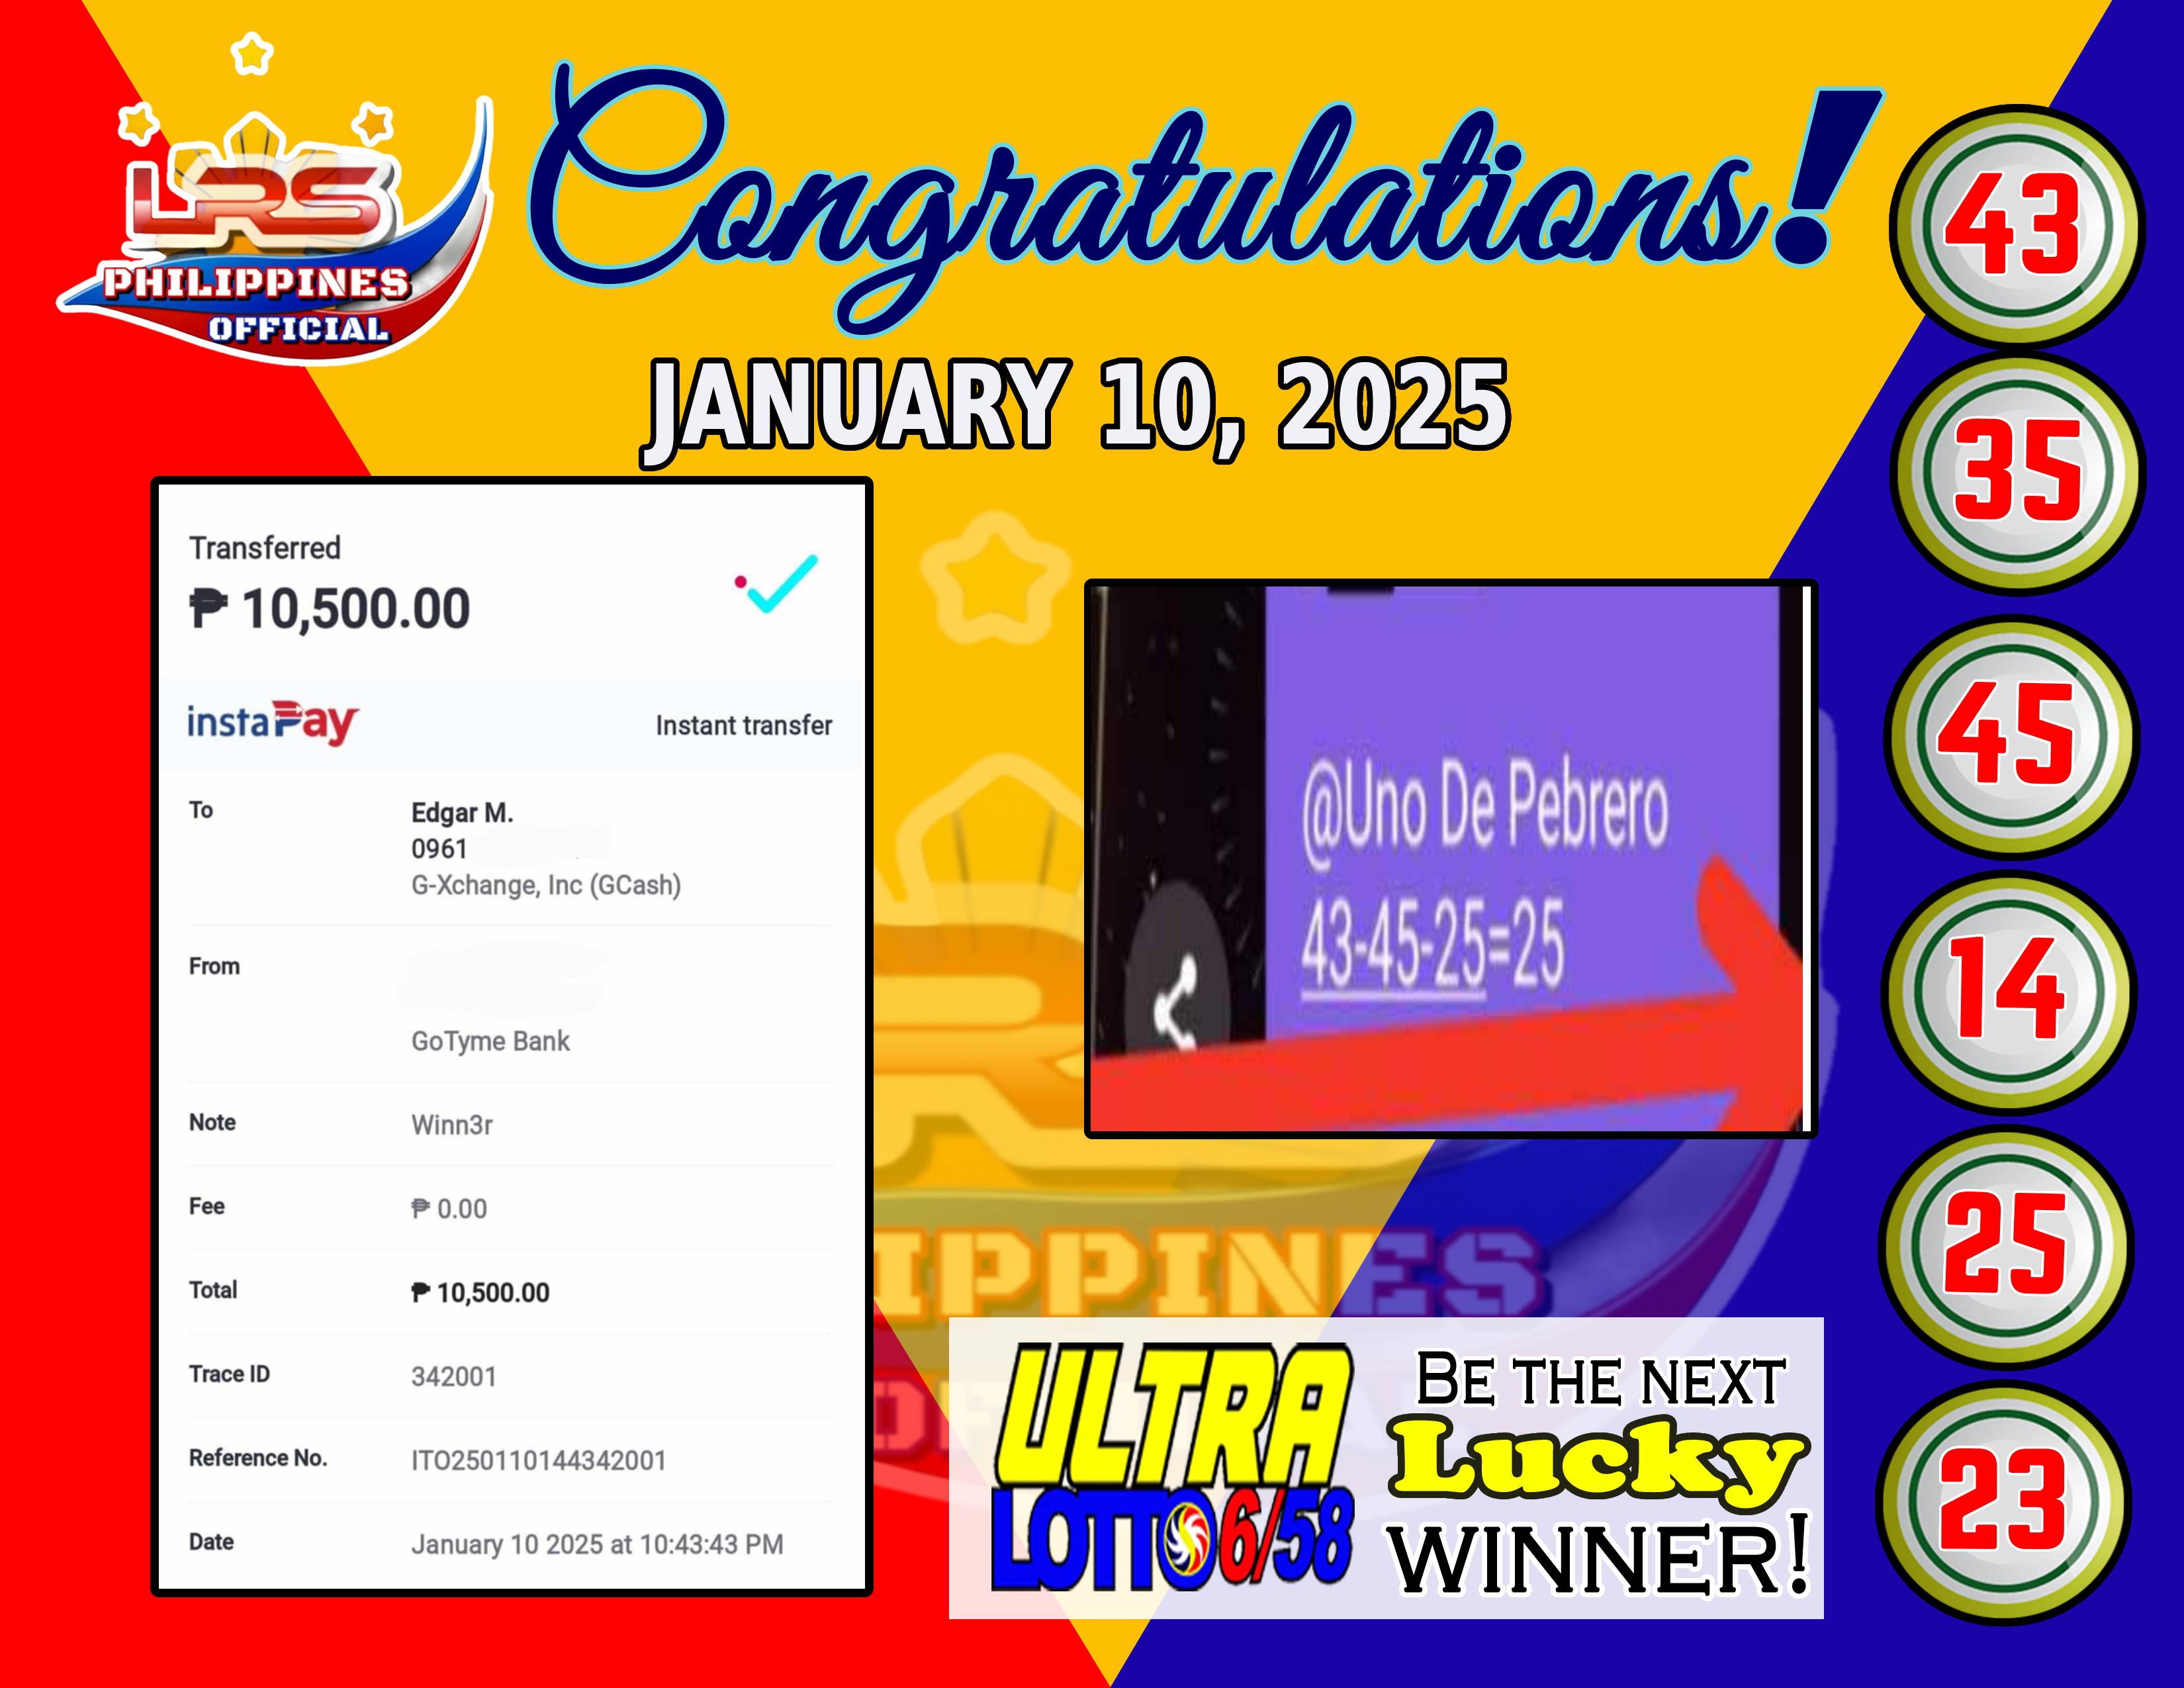 LRS
PHILIPPINES
OFFICIAL
Congratulations!
JANUARY 10, 2025
Transferred
₱ 10,500.00
instaPay
Instant transfer
To
Edgar M.
0961
G-Xchange, Inc (GCash)
From
GoTyme Bank
Note
Winn3r
Fee
₱ 0.00
Total
₱ 10,500.00
Trace ID
342001
Reference No.
ITO250110144342001
Date
January 10 2025 at 10:43:43 PM
@Uno De Pebrero
43-45-25=25
ULTRA
LOTTO 6/58
BE THE NEXT
Lucky
WINNER!
43
35
45
14
25
23